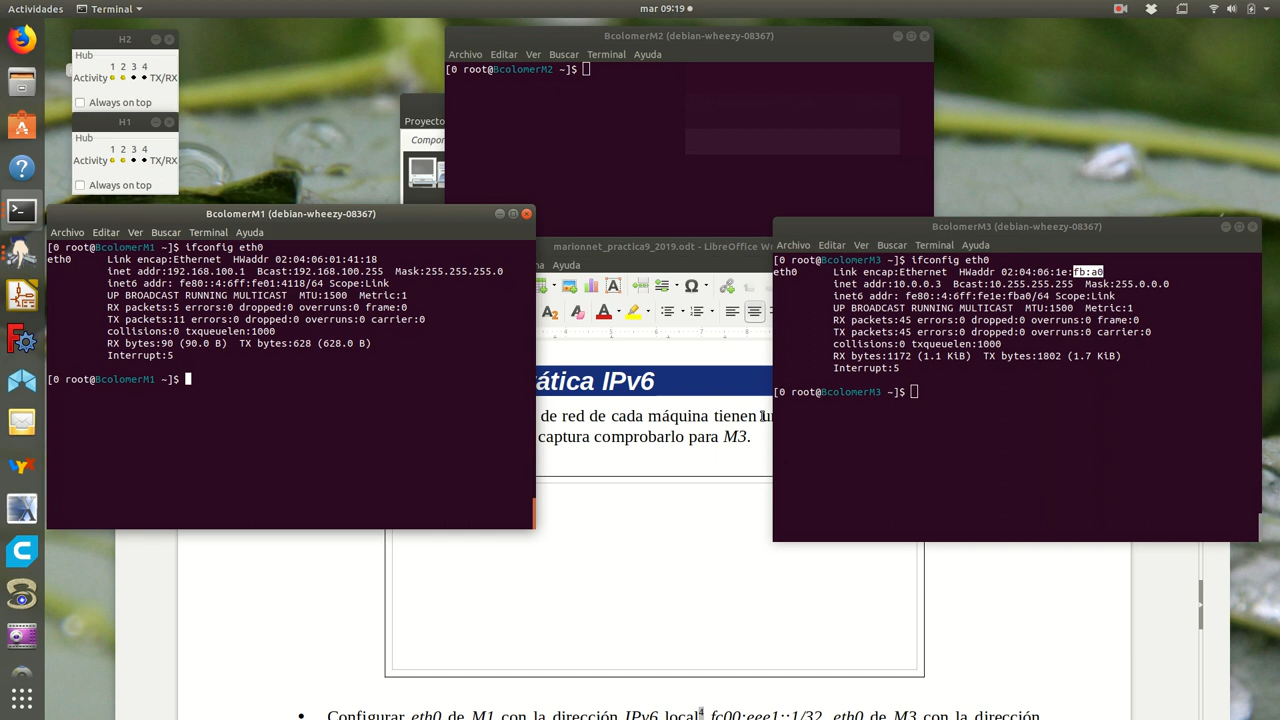 Actividades
Terminal
mar 09:19
H2
Hub
1 2 3 4
Activity TX/RX
Always on top
H1
Hub
1 2 3 4
Activity TX/RX
Always on top
Proyecto
Compon
BcolomerM2 (debian-wheezy-08367)
Archivo Editar Ver Buscar Terminal Ayuda
[0 root@BcolomerM2 ~]$
BcolomerM1 (debian-wheezy-08367)
Archivo Editar Ver Buscar Terminal Ayuda
[0 root@BcolomerM1 ~]$ ifconfig eth0
eth0 Link encap:Ethernet HWaddr 02:04:06:01:41:18
inet addr:192.168.100.1 Bcast:192.168.100.255 Mask:255.255.255.0
inet6 addr: fe80::4:6ff:fe01:4118/64 Scope:Link
UP BROADCAST RUNNING MULTICAST MTU:1500 Metric:1
RX packets:5 errors:0 dropped:0 overruns:0 frame:0
TX packets:11 errors:0 dropped:0 overruns:0 carrier:0
collisions:0 txqueuelen:1000
RX bytes:90 (90.0 B) TX bytes:628 (628.0 B)
Interrupt:5
[0 root@BcolomerM1 ~]$
marionnet_practica9_2019.odt - LibreOffice Wr
ma Ayuda
4 5 6 7 8
ática IPv6
de red de cada máquina tienen un
captura comprobarlo para M3.
BcolomerM3 (debian-wheezy-08367)
Archivo Editar Ver Buscar Terminal Ayuda
[0 root@BcolomerM3 ~]$ ifconfig eth0
eth0 Link encap:Ethernet HWaddr 02:04:06:1e:fb:a0
inet addr:10.0.0.3 Bcast:10.255.255.255 Mask:255.0.0.0
inet6 addr: fe80::4:6ff:fe1e:fba0/64 Scope:Link
UP BROADCAST RUNNING MULTICAST MTU:1500 Metric:1
RX packets:45 errors:0 dropped:0 overruns:0 frame:0
TX packets:45 errors:0 dropped:0 overruns:0 carrier:0
collisions:0 txqueuelen:1000
RX bytes:1172 (1.1 KiB) TX bytes:1802 (1.7 KiB)
Interrupt:5
[0 root@BcolomerM3 ~]$
• Configurar eth0 de M1 con la dirección IPv6 local4 fc00:eee1::1/32, eth0 de M3 con la dirección